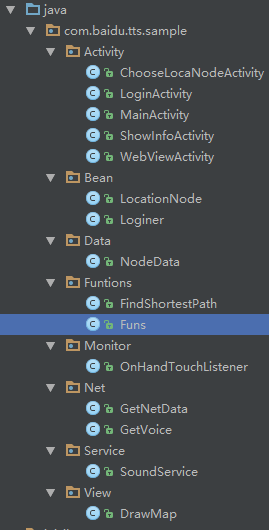 java
com.baidu.tts.sample
Activity
ChooseLocaNodeActivity
LoginActivity
MainActivity
ShowInfoActivity
WebViewActivity
Bean
LocationNode
Loginer
Data
NodeData
Funtions
FindShortestPath
Funs
Monitor
OnHandTouchListener
Net
GetNetData
GetVoice
Service
SoundService
View
DrawMap